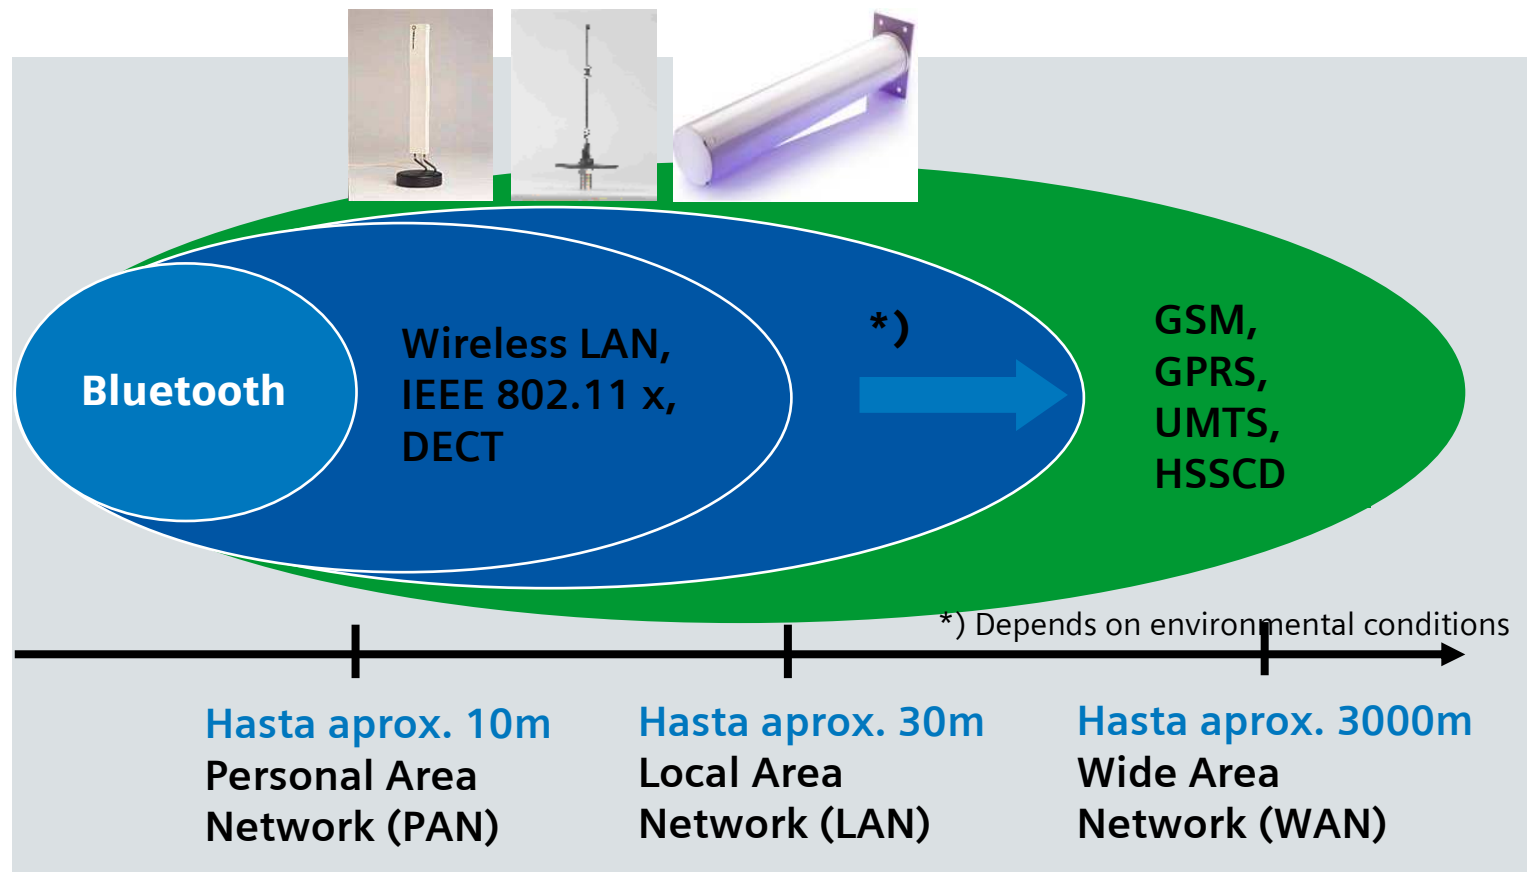 Bluetooth
Wireless LAN,
IEEE 802.11 x,
DECT
*)
GSM,
GPRS,
UMTS,
HSSCD
*) Depends on environmental conditions
Hasta aprox. 10m
Personal Area
Network (PAN)
Hasta aprox. 30m
Local Area
Network (LAN)
Hasta aprox. 3000m
Wide Area
Network (WAN)